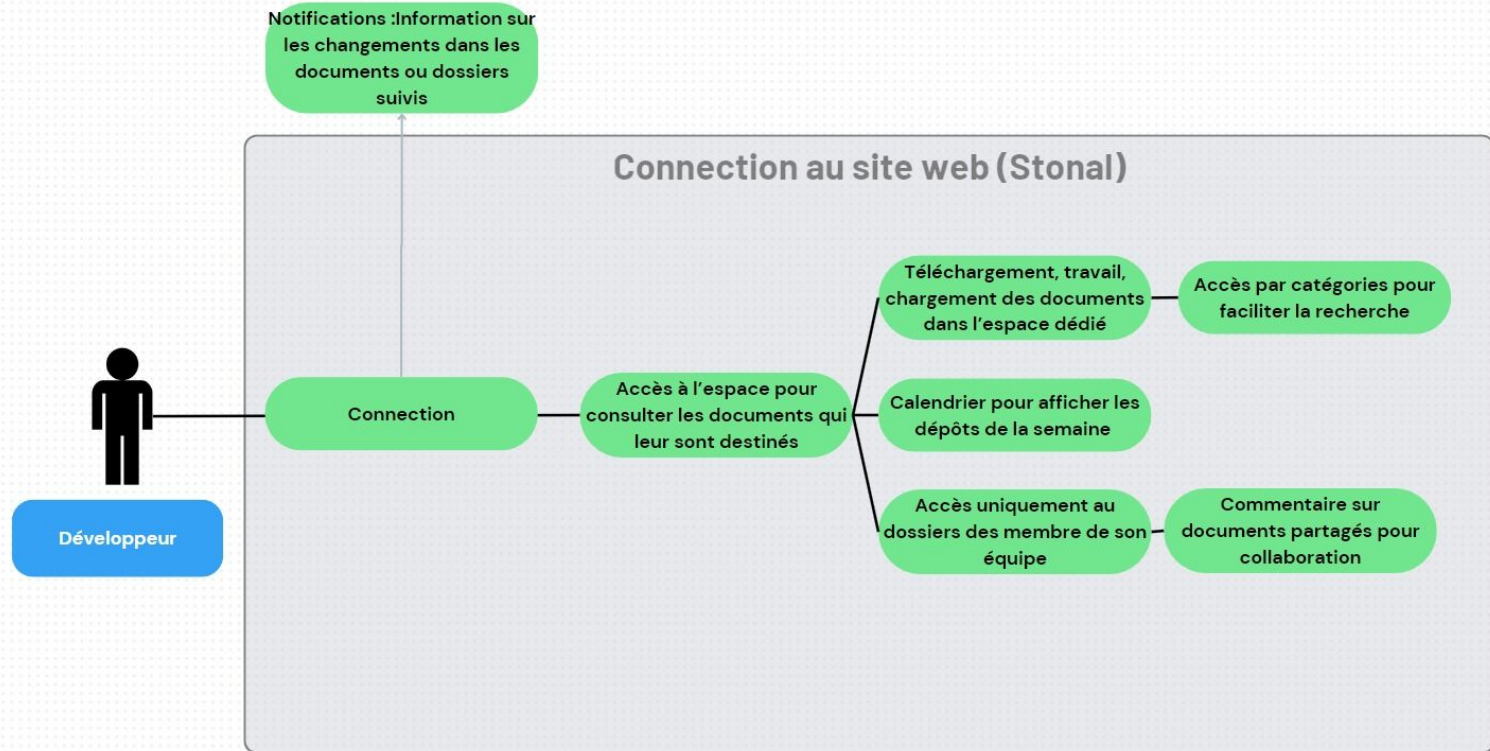 Notifications :Information sur
les changements dans les
documents ou dossiers
suivis
Connection au site web (Stonal)
Téléchargement, travail,
chargement des documents
dans l'espace dédié
Accès par catégories pour
faciliter la recherche
Connection
Accès à l'espace pour
consulter les documents qui
leur sont destinés
Calendrier pour afficher les
dépôts de la semaine
Accès uniquement au
dossiers des membre de son
équipe
Commentaire sur
documents partagés pour
collaboration
Développeur